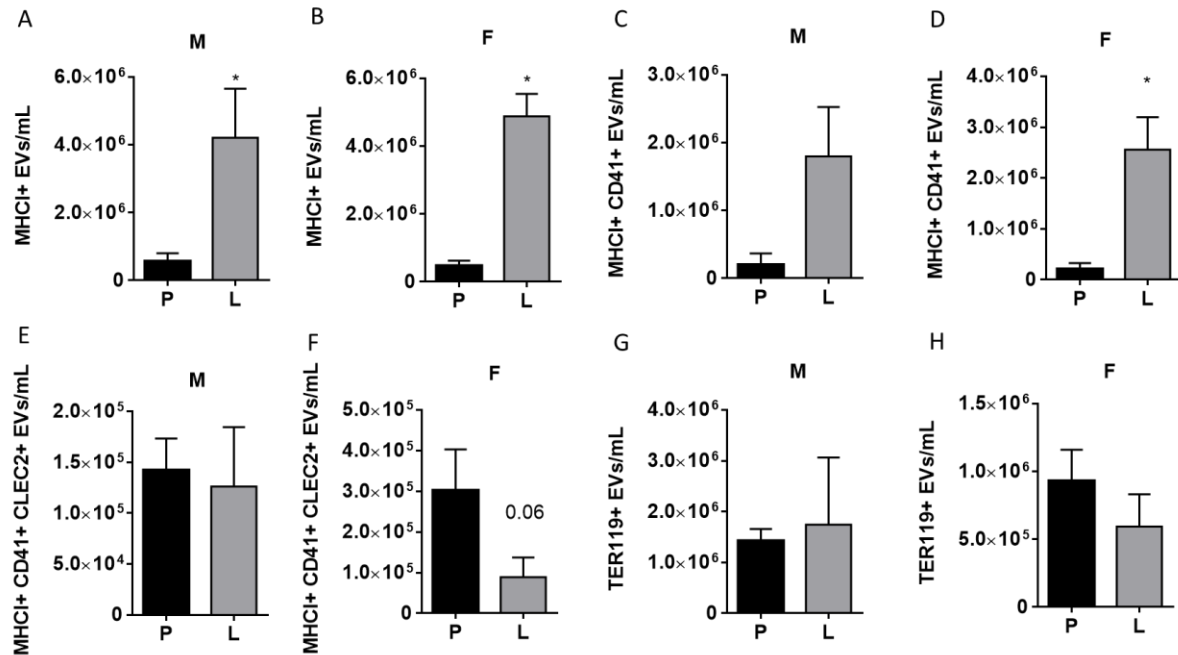 A
M
MHCI+ EVs/mL
6.0×10⁶
4.0×10⁶
2.0×10⁶
0
P L
*
B
F
MHCI+ EVs/mL
6.0×10⁶
4.0×10⁶
2.0×10⁶
0
P L
*
C
M
MHCI+ CD41+ EVs/mL
3.0×10⁶
2.0×10⁶
1.0×10⁶
0
P L
D
F
MHCI+ CD41+ EVs/mL
4.0×10⁶
3.0×10⁶
2.0×10⁶
1.0×10⁶
0
P L
*
E
M
MHCI+ CD41+ CLEC2+ EVs/mL
2.0×10⁵
1.5×10⁵
1.0×10⁵
5.0×10⁴
0
P L
F
F
MHCI+ CD41+ CLEC2+ EVs/mL
5.0×10⁵
4.0×10⁵
3.0×10⁵
2.0×10⁵
1.0×10⁵
0
0.06
P L
G
M
TER119+ EVs/mL
4.0×10⁶
3.0×10⁶
2.0×10⁶
1.0×10⁶
0
P L
H
F
TER119+ EVs/mL
1.5×10⁶
1.0×10⁶
5.0×10⁵
0
P L